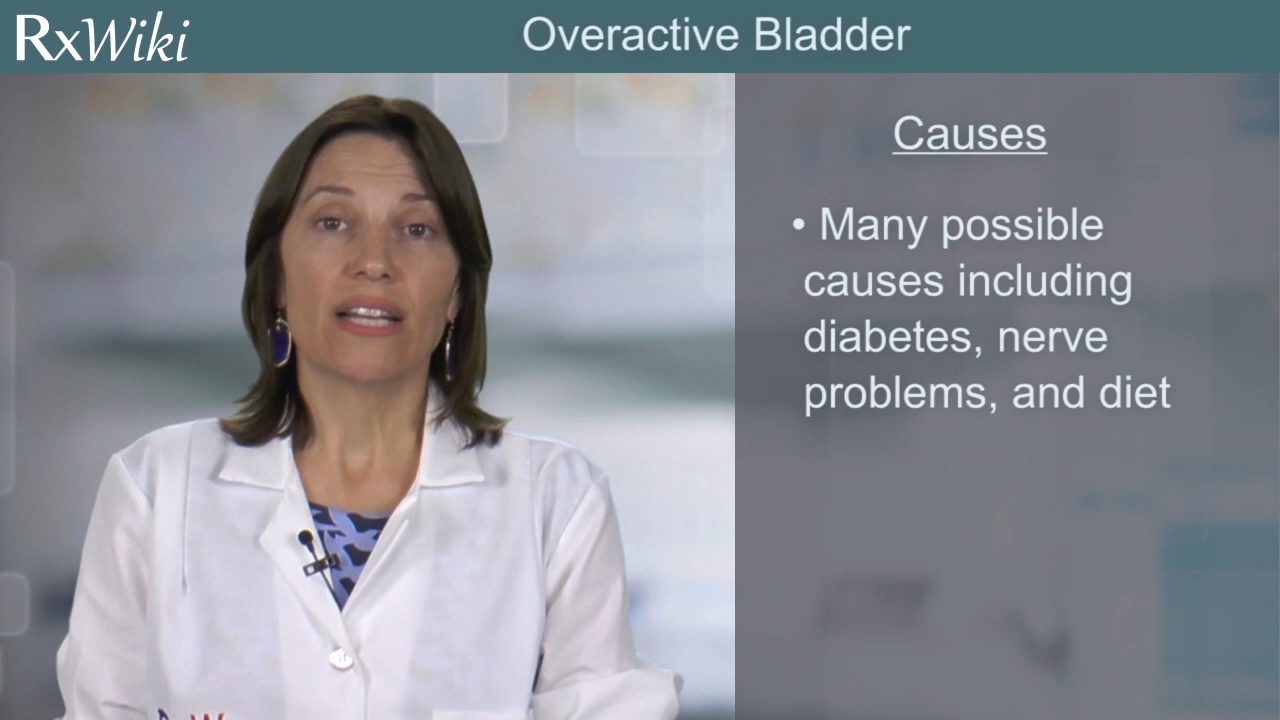 RxWiki
Overactive Bladder
Causes
• Many possible
causes including
diabetes, nerve
problems, and diet